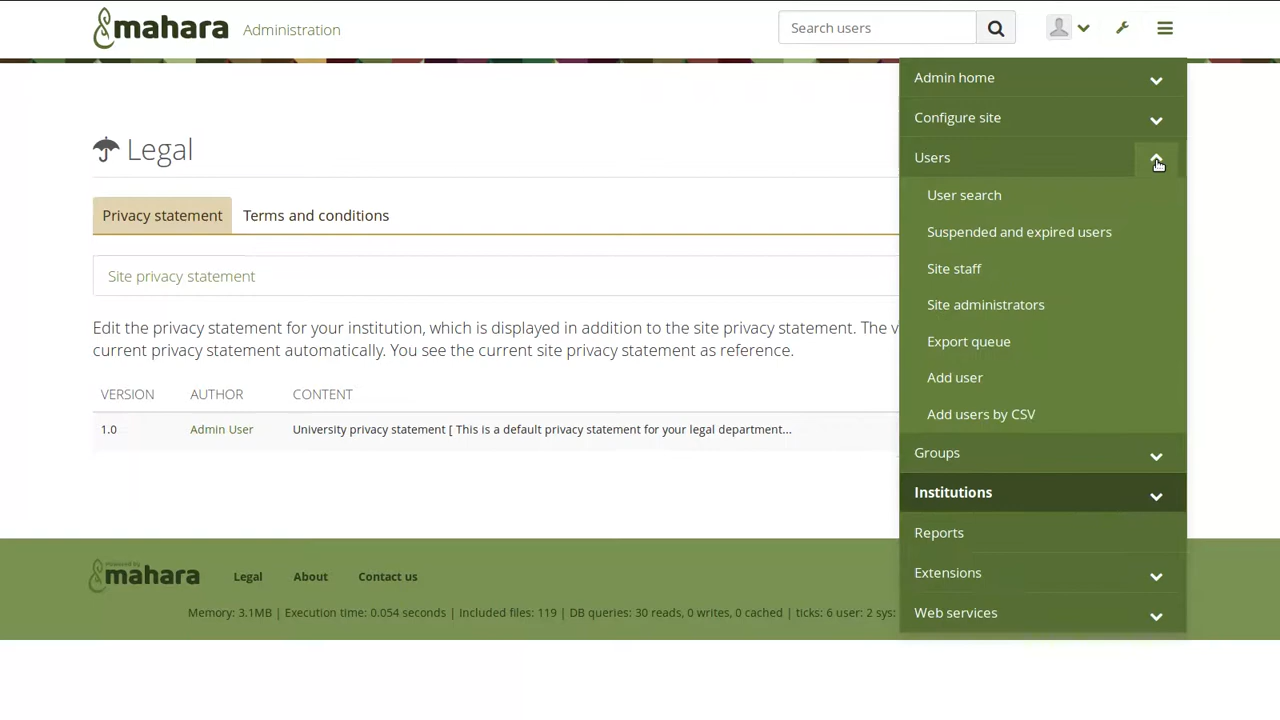 mahara Administration
Search users
Admin home
Configure site
Users
User search
Suspended and expired users
Site staff
Site administrators
Export queue
Add user
Add users by CSV
Groups
Institutions
Reports
Extensions
Web services
Legal
Privacy statement Terms and conditions
Site privacy statement
Edit the privacy statement for your institution, which is displayed in addition to the site privacy statement. The v
current privacy statement automatically. You see the current site privacy statement as reference.
VERSION AUTHOR CONTENT
1.0 Admin User University privacy statement [ This is a default privacy statement for your legal department...
Powered by
mahara Legal About Contact us
Memory: 3.1MB | Execution time: 0.054 seconds | Included files: 119 | DB queries: 30 reads, 0 writes, 0 cached | ticks: 6 user: 2 sys: